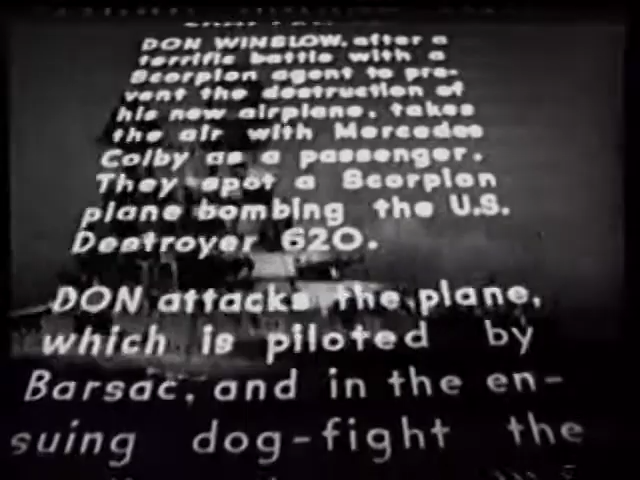 DON WINSLOW, after a
terrific battle with a
Scorpion agent to pre-
vent the destruction of
his new airplane, takes
the air with Mercedes
Colby as a passenger.
They spot a Scorpion
plane bombing the U.S.
Destroyer 620.
DON attacks the plane,
which is piloted by
Barsac, and in the en-
suing dog-fight the